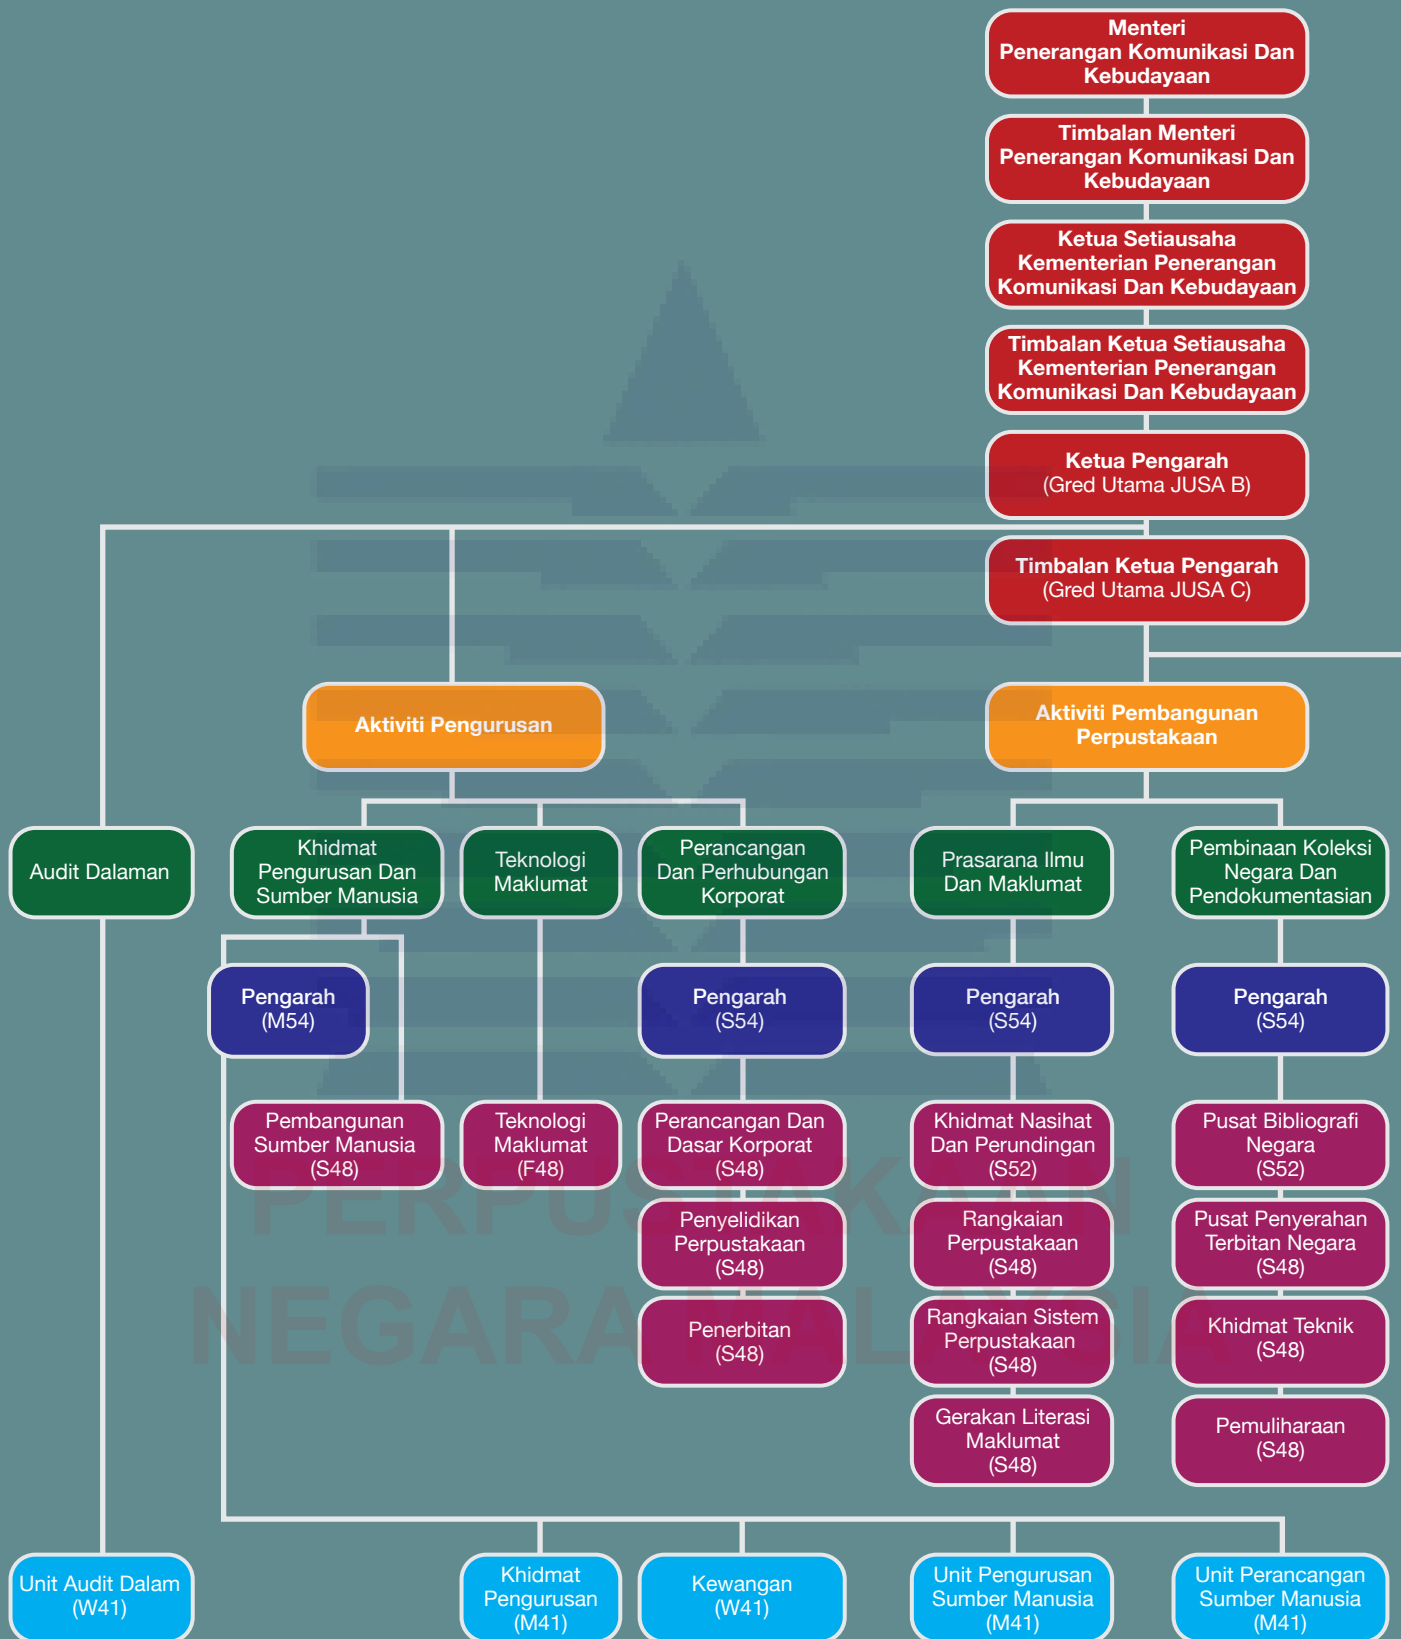 Menteri
Penerangan Komunikasi Dan
Kebudayaan
Timbalan Menteri
Penerangan Komunikasi Dan
Kebudayaan
Ketua Setiausaha
Kementerian Penerangan
Komunikasi Dan Kebudayaan
Timbalan Ketua Setiausaha
Kementerian Penerangan
Komunikasi Dan Kebudayaan
Ketua Pengarah
(Gred Utama JUSA B)
Timbalan Ketua Pengarah
(Gred Utama JUSA C)
Aktiviti Pengurusan
Aktiviti Pembangunan
Perpustakaan
Audit Dalaman
Khidmat
Pengurusan Dan
Sumber Manusia
Teknologi
Maklumat
Perancangan
Dan Perhubungan
Korporat
Prasarana Ilmu
Dan Maklumat
Pembinaan Koleksi
Negara Dan
Pendokumentasian
Pengarah
(M54)
Pengarah
(S54)
Pengarah
(S54)
Pengarah
(S54)
Pembangunan
Sumber Manusia
(S48)
Teknologi
Maklumat
(F48)
Perancangan Dan
Dasar Korporat
(S48)
Khidmat Nasihat
Dan Perundingan
(S52)
Pusat Bibliografi
Negara
(S52)
Penyelidikan
Perpustakaan
(S48)
Rangkaian
Perpustakaan
(S48)
Pusat Penyerahan
Terbitan Negara
(S48)
Penerbitan
(S48)
Rangkaian Sistem
Perpustakaan
(S48)
Khidmat Teknik
(S48)
Gerakan Literasi
Maklumat
(S48)
Pemuliharaan
(S48)
Unit Audit Dalam
(W41)
Khidmat
Pengurusan
(M41)
Kewangan
(W41)
Unit Pengurusan
Sumber Manusia
(M41)
Unit Perancangan
Sumber Manusia
(M41)
PERPUSTAKAAN
NEGARA MALAYSIA